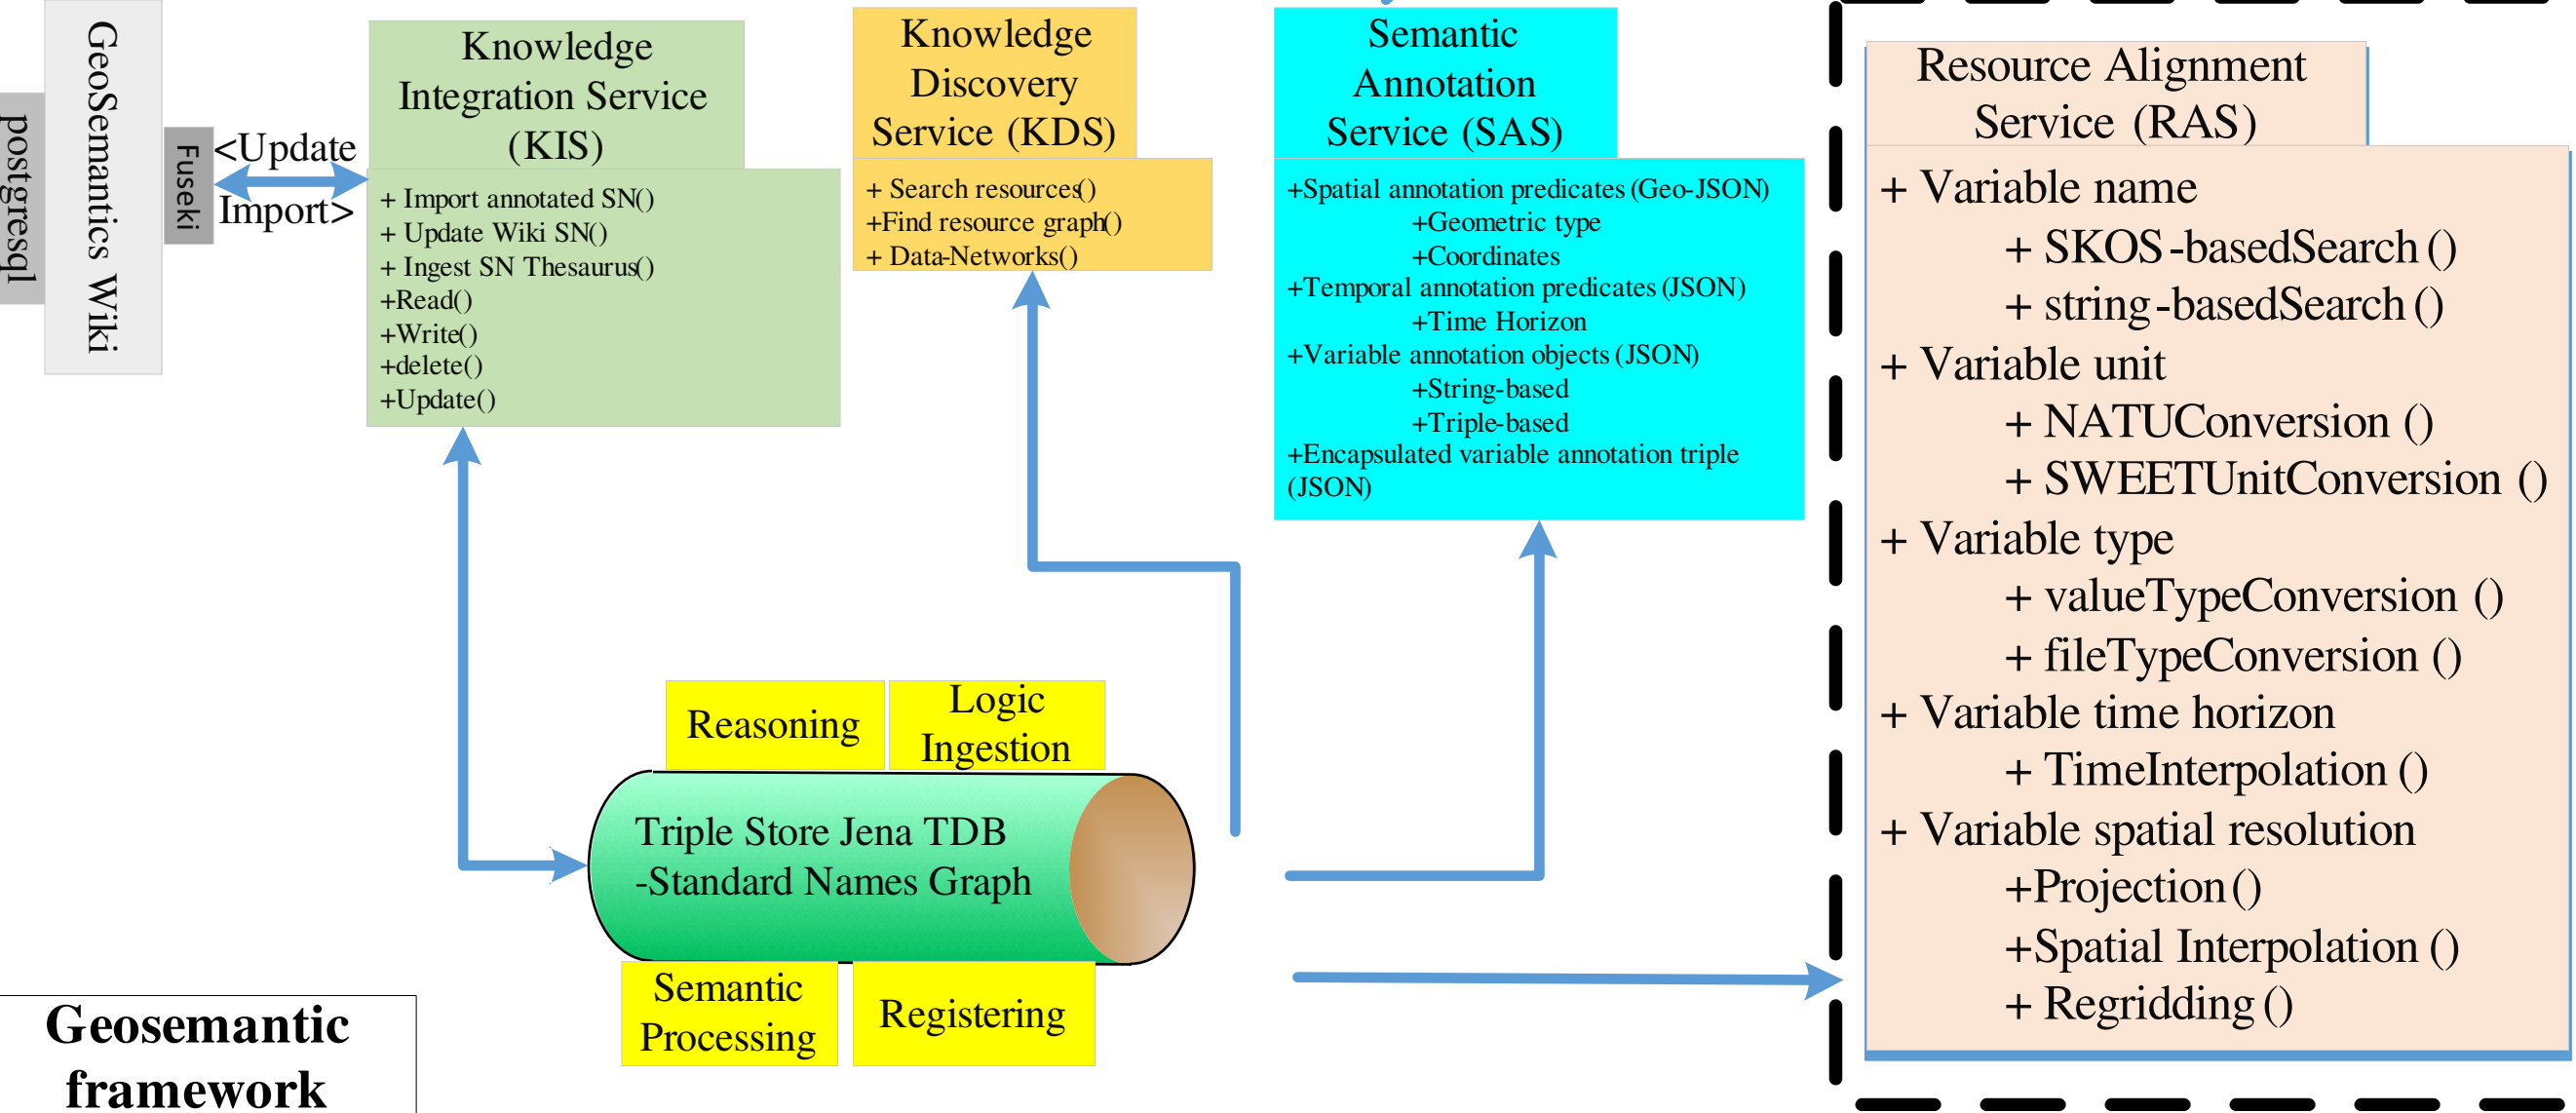 postgresql
GeoSemantics Wiki
Fuseki
<Update
Import>
Knowledge
Integration Service
(KIS)
+ Import annotated SN()
+ Update Wiki SN()
+ Ingest SN Thesaurus()
+Read()
+Write()
+delete()
+Update()
Knowledge
Discovery
Service (KDS)
+ Search resources()
+Find resource graph()
+ Data-Networks()
Semantic
Annotation
Service (SAS)
+Spatial annotation predicates (Geo-JSON)
+Geometric type
+Coordinates
+Temporal annotation predicates (JSON)
+Time Horizon
+Variable annotation objects (JSON)
+String-based
+Triple-based
+Encapsulated variable annotation triple
(JSON)
Resource Alignment
Service (RAS)
+ Variable name
+ SKOS-basedSearch ()
+ string-basedSearch ()
+ Variable unit
+ NATUConversion ()
+ SWEETUnitConversion ()
+ Variable type
+ valueTypeConversion ()
+ fileTypeConversion ()
+ Variable time horizon
+ TimeInterpolation ()
+ Variable spatial resolution
+Projection ()
+Spatial Interpolation ()
+ Regridding ()
Reasoning
Logic
Ingestion
Triple Store Jena TDB
-Standard Names Graph
Semantic
Processing
Registering
Geosemantic
framework